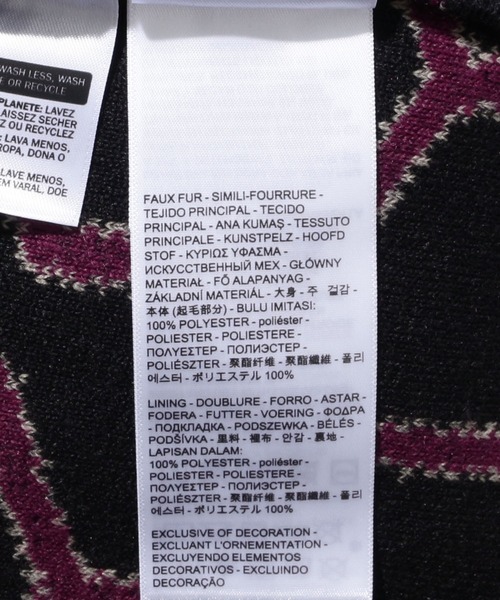 WASH LESS, WASH
E OR RECYCLE
PLANETE: LAVEZ
LAISSEZ SECHER
Z OU RECYCLEZ
: LAVA MENOS,
ROPA, DONA O
LAVE MENOS,
EM VARAL, DOE
FAUX FUR - SIMILI-FOURRURE -
TEJIDO PRINCIPAL - TECIDO
PRINCIPAL - ANA KUMAŞ - TESSUTO
PRINCIPALE - KUNSTPELZ - HOOFD
STOF - ΚΥΡΙΩΣ ΥΦΑΣΜΑ -
ИСКУССТВЕННЫЙ МЕХ - GŁÓWNY
MATERIAŁ - FŐ ALAPANYAG -
ZÁKLADNÍ MATERIÁL - 大身 - 주 겉감 -
本体 (起毛部分) - BULU IMITASI:
100% POLYESTER - poliéster -
POLIESTER - POLIESTERE -
ΠΟΛΥΕΣΤΕΡ - ПОЛИЭСТЕР -
POLIÉSZTER - 聚酯纤维 - 聚酯纖維 - 폴리
에스터 - ポリエステル 100%
LINING - DOUBLURE - FORRO - ASTAR -
FODERA - FUTTER - VOERING - ΦΟΔΡΑ
- ПОДКЛАДКА - PODSZEWKA - BÉLÉS -
PODŠÍVKA - 里料 - 裡布 - 안감 - 裏地 -
LAPISAN DALAM:
100% POLYESTER - poliéster -
POLIESTER - POLIESTERE -
ΠΟΛΥΕΣΤΕΡ - ПОЛИЭСТЕР -
POLIÉSZTER - 聚酯纤维 - 聚酯纖維 - 폴리
에스터 - ポリエステル 100%
EXCLUSIVE OF DECORATION -
EXCLUANT L'ORNEMENTATION -
EXCLUYENDO ELEMENTOS
DECORATIVOS - EXCLUINDO
DECORAÇÃO